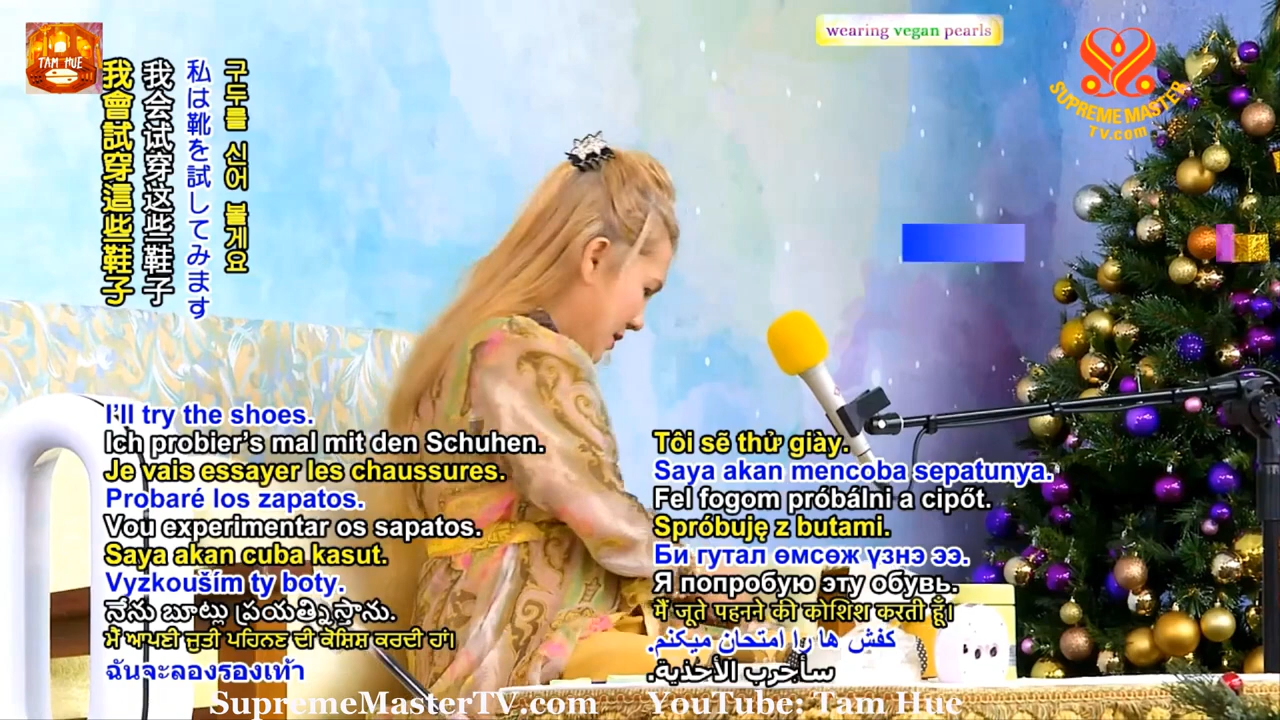 TAM HUE
wearing vegan pearls
SUPREME MASTER
TV.com
구두를 신어 볼게요
私は靴を試してみます
我会试穿这些鞋子
我會試穿這些鞋子
I'll try the shoes.
Ich probier's mal mit den Schuhen.
Je vais essayer les chaussures.
Probaré los zapatos.
Vou experimentar os sapatos.
Saya akan cuba kasut.
Vyzkouším ty boty.
నేను బూట్లు ప్రయత్నిస్తాను.
ਮੈਂ ਆਪਣੀ ਜੁਤੀ ਪਹਿਨਣ ਦੀ ਕੋਸ਼ਿਸ਼ ਕਰਦੀ ਹਾਂ।
ฉันจะลองรองเท้า
Tôi sẽ thử giày.
Saya akan mencoba sepatunya.
Fel fogom próbálni a cipőt.
Spróbuję z butami.
Би гутал өмсөж үзнэ ээ.
Я попробую эту обувь.
मैं जूते पहनने की कोशिश करती हूँ।
کفش ها را امتحان میکنم.
سأجرب الأحذية.
SupremeMasterTV.com
YouTube: Tam Hue